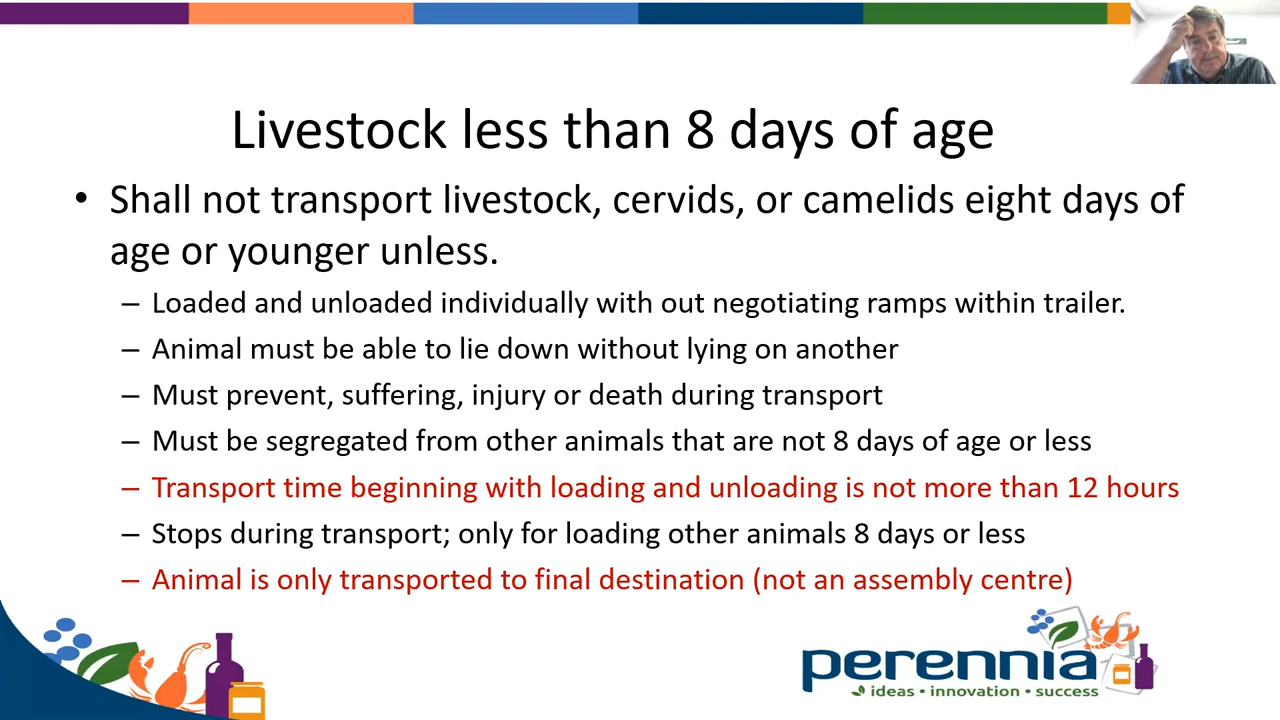 Livestock less than 8 days of age
• Shall not transport livestock, cervids, or camelids eight days of
age or younger unless.
– Loaded and unloaded individually with out negotiating ramps within trailer.
– Animal must be able to lie down without lying on another
– Must prevent, suffering, injury or death during transport
– Must be segregated from other animals that are not 8 days of age or less
– Transport time beginning with loading and unloading is not more than 12 hours
– Stops during transport; only for loading other animals 8 days or less
– Animal is only transported to final destination (not an assembly centre)
perennia
ideas • innovation • success